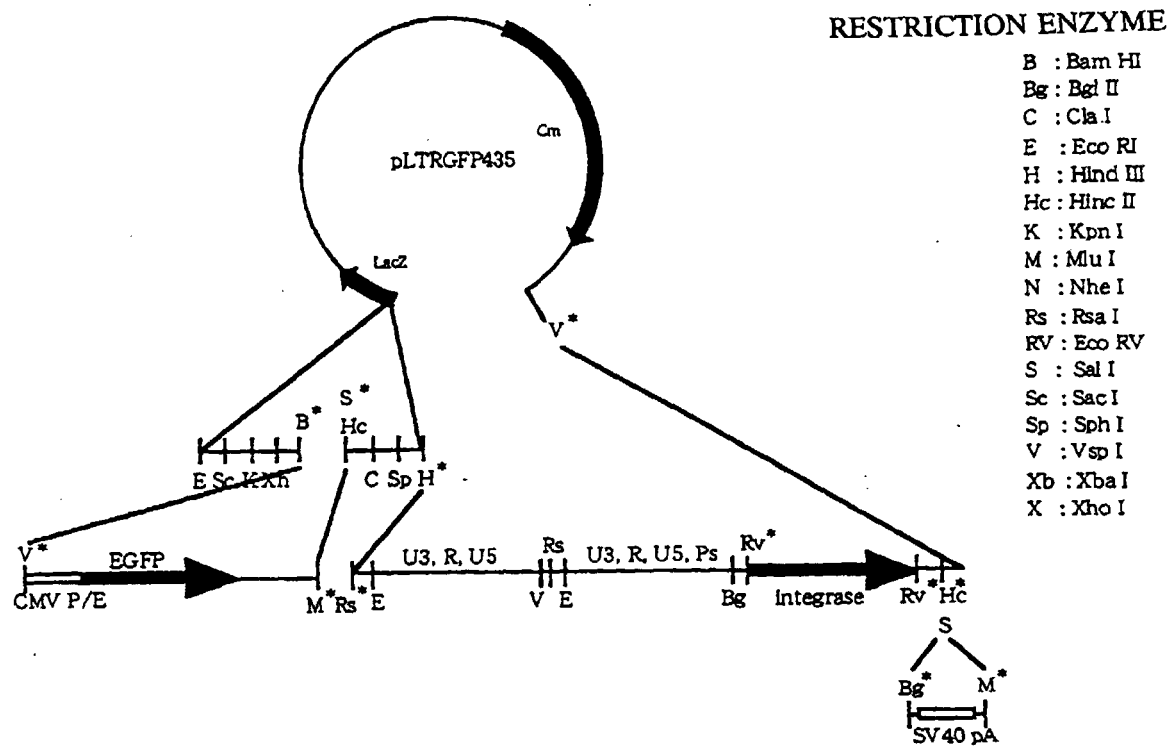 RESTRICTION ENZYME
B : Bam HI
Bg : Bgl II
C : Cla I
E : Eco RI
H : Hind III
Hc : Hinc II
K : Kpn I
M : Mlu I
N : Nhe I
Rs : Rsa I
RV : Eco RV
S : Sal I
Sc : Sac I
Sp : Sph I
V : Vsp I
Xb : Xba I
X : Xho I
Cm
pLTRGFP435
LacZ
V*
B* S*
Hc
E Sc K Xh C Sp H*
V* EGFP U3, R, U5 Rs U3, R, U5, Ps Rv*
CMV P/E M* Rs* E V E Bg integrase Rv* Hc*
S
Bg* M*
SV40 pA